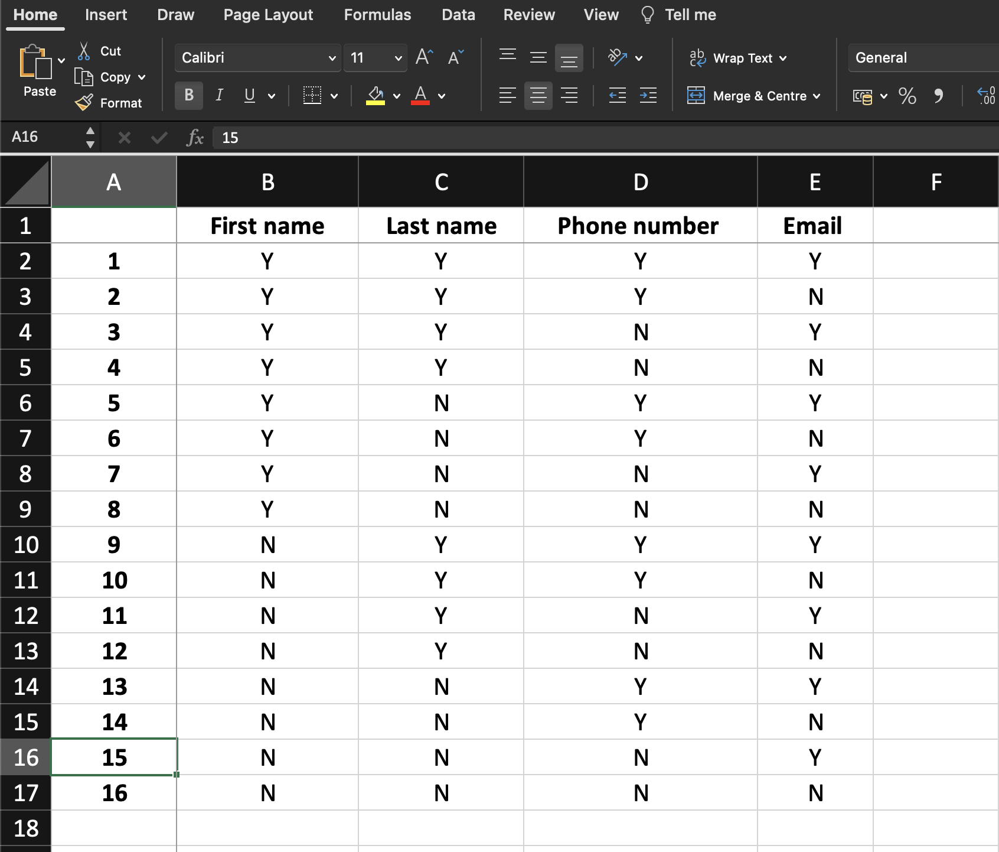 Home Insert Draw Page Layout Formulas Data Review View Tell me
Paste
Cut
Copy
Format
Calibri 11 A A
B I U A
ab Wrap Text
Merge & Centre
General
% .00
A16 fx 15
A B C D E F
1 First name Last name Phone number Email
2 1 Y Y Y Y
3 2 Y Y Y N
4 3 Y Y N Y
5 4 Y Y N N
6 5 Y N Y Y
7 6 Y N Y N
8 7 Y N N Y
9 8 Y N N N
10 9 N Y Y Y
11 10 N Y Y N
12 11 N Y N Y
13 12 N Y N N
14 13 N N Y Y
15 14 N N Y N
16 15 N N N Y
17 16 N N N N
18